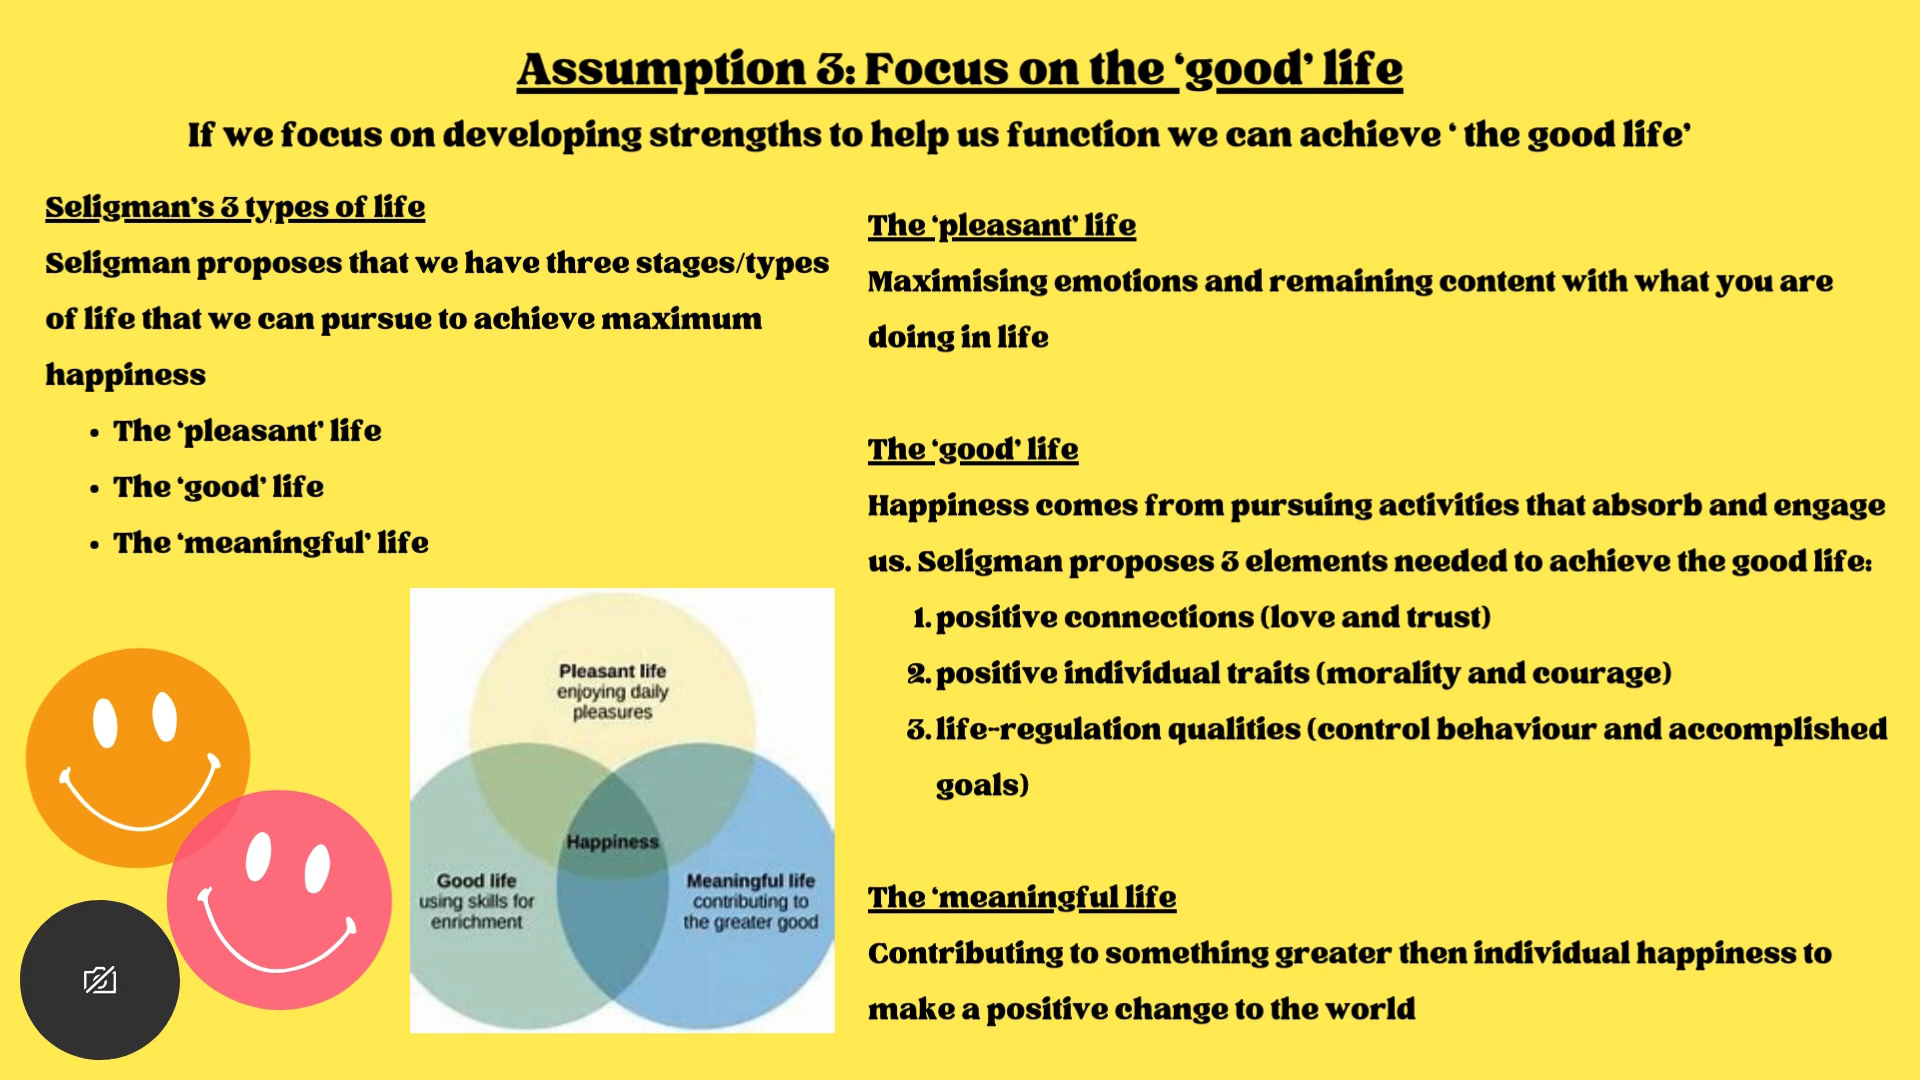 Assumption 3: Focus on the ‘good’ life
If we focus on developing strengths to help us function we can achieve ‘ the good life’
Seligman’s 3 types of life
Seligman proposes that we have three stages/types
of life that we can pursue to achieve maximum
happiness
• The ‘pleasant’ life
• The ‘good’ life
• The ‘meaningful’ life
Pleasant life
enjoying daily
pleasures
Happiness
Good life
using skills for
enrichment
Meaningful life
contributing to
the greater good
The ‘pleasant’ life
Maximising emotions and remaining content with what you are
doing in life
The ‘good’ life
Happiness comes from pursuing activities that absorb and engage
us. Seligman proposes 3 elements needed to achieve the good life:
1. positive connections (love and trust)
2. positive individual traits (morality and courage)
3. life-regulation qualities (control behaviour and accomplished
goals)
The ‘meaningful life
Contributing to something greater then individual happiness to
make a positive change to the world